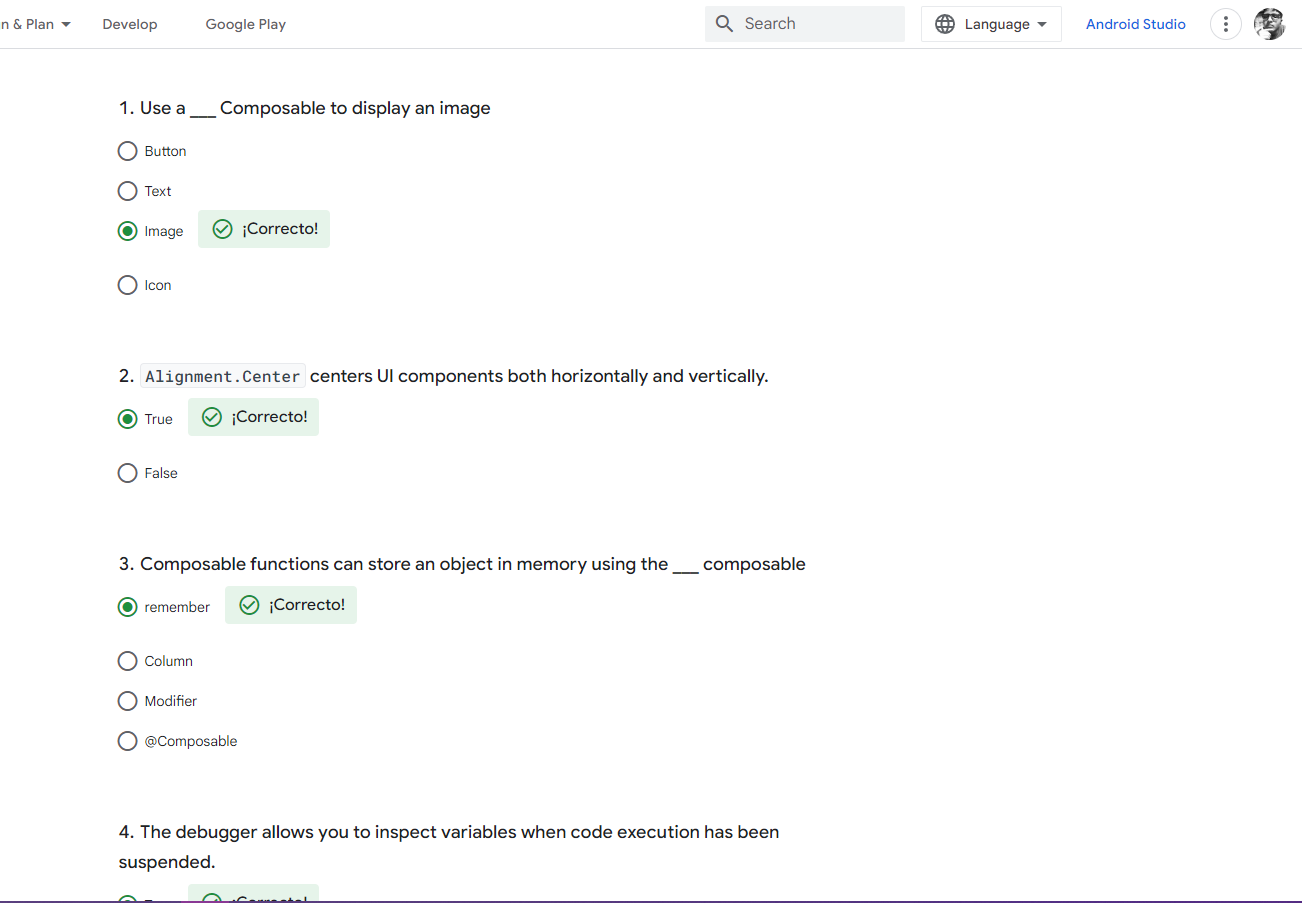 n & Plan Develop Google Play Search Language Android Studio
1. Use a ___ Composable to display an image
Button
Text
Image ¡Correcto!
Icon
2. Alignment.Center centers UI components both horizontally and vertically.
True ¡Correcto!
False
3. Composable functions can store an object in memory using the ___ composable
remember ¡Correcto!
Column
Modifier
@Composable
4. The debugger allows you to inspect variables when code execution has been
suspended.
¡Correcto!